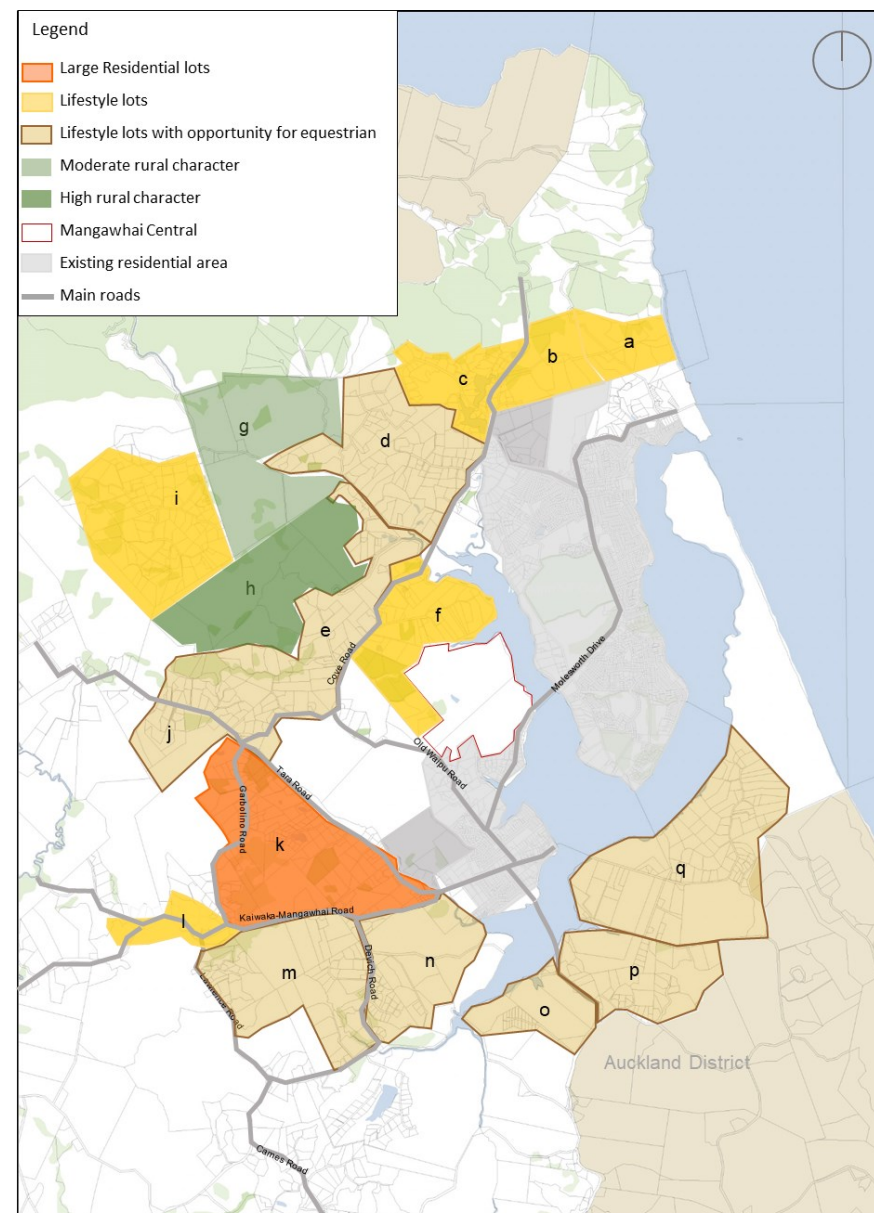 Legend
Large Residential lots
Lifestyle lots
Lifestyle lots with opportunity for equestrian
Moderate rural character
High rural character
Mangawhai Central
Existing residential area
Main roads
a
b
c
d
g
i
h
f
e
Cove Road
Molesworth Drive
j
Old Waipu Road
Tara Road
Garbolino Road
k
q
l
Kaiwaka-Mangawhai Road
m
n
Devich Road
p
Lawrence Road
o
Auckland District
Cames Road